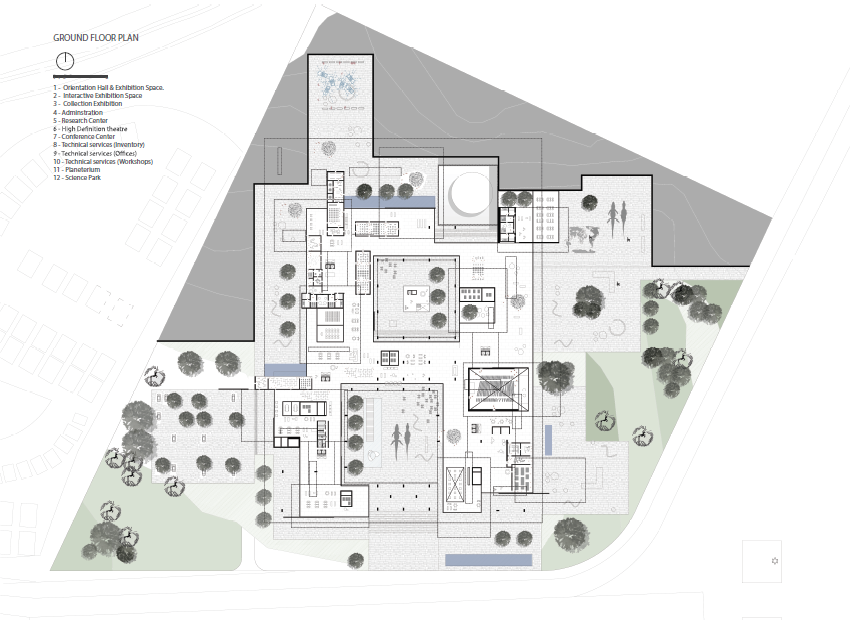 GROUND FLOOR PLAN
1 - Orientation Hall & Exhibition Space.
2 - Interactive Exhibition Space
3 - Collection Exhibition
4 - Adminstration
5 - Research Center
6 - High Definition theatre
7 - Conference Center
8 - Technical services (Inventory)
9 - Technical services (Offices)
10 - Technical services (Workshops)
11 - Planeterium
12 - Science Park